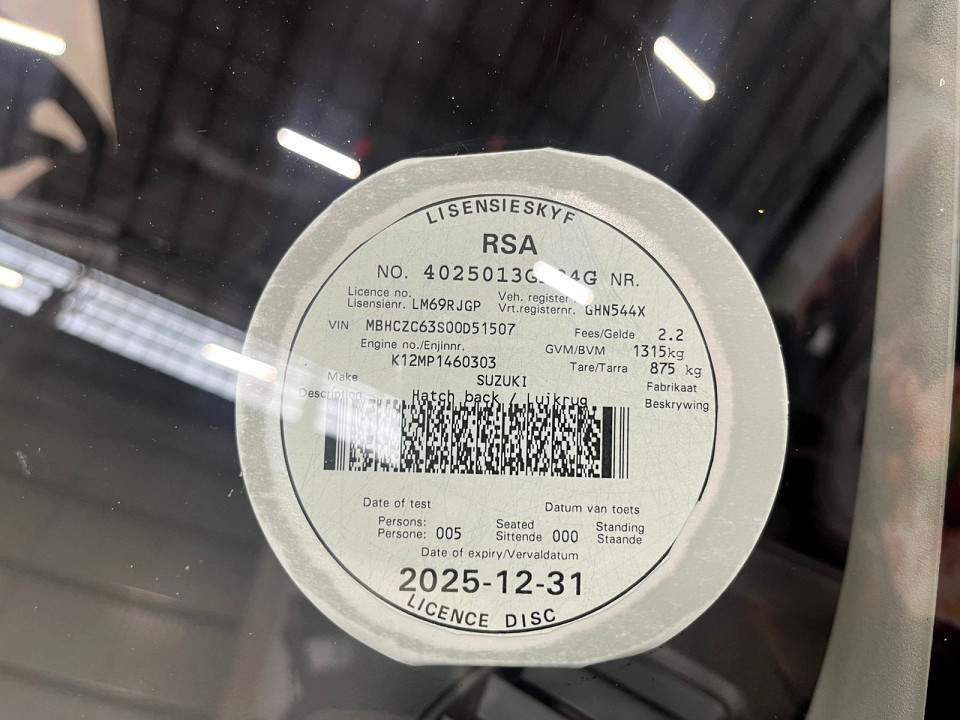 LISENSIESKYF
RSA
NO. NR.
Licence no. LM69RJGP Veh. register
Lisensienr. Vrt.registernr. GHN544X
VIN MBHCZC63S00D51507 Fees/Gelde 2.2
Engine no./Enjinnr. GVM/BVM 1315kg
K12MP1460303 Tare/Tarra 875 kg
Make SUZUKI Fabrikaat
Description Hatch back / Luikrug Beskrywing
Date of test Datum van toets
Persons: 005 Seated 000 Standing
Persone: Sittende Staande
Date of expiry/Vervaldatum
2025-12-31
LICENCE DISC